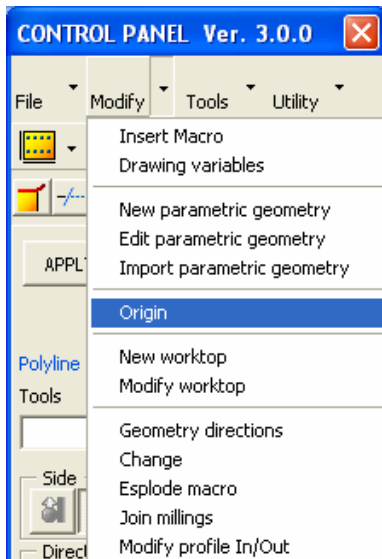 CONTROL PANEL Ver. 3.0.0
File Modify Tools Utility
Insert Macro
Drawing variables
New parametric geometry
Edit parametric geometry
Import parametric geometry
Origin
New worktop
Modify worktop
Geometry directions
Change
Esplode macro
Join millings
Modify profile In/Out
APPL
Polyline
Tools
Side
Direct